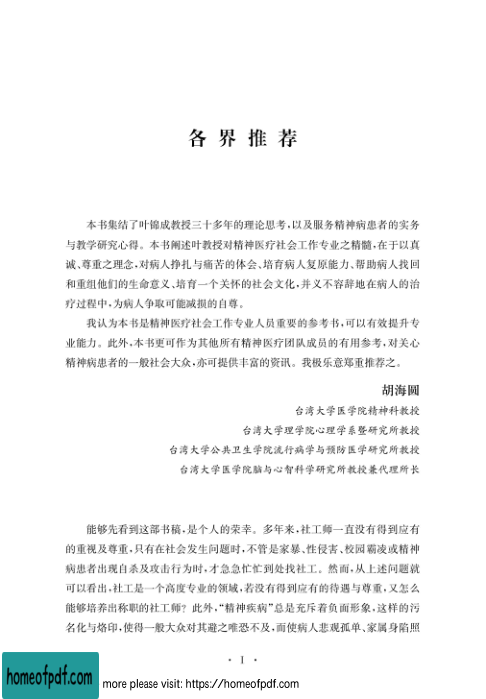 各界推荐
本书集结了叶锦成教授三十多年的理论思考,以及服务精神病患者的实务
与教学研究心得。本书阐述叶教授对精神医疗社会工作专业之精髓,在于以真
诚、尊重之理念,对病人挣扎与痛苦的体会、培育病人复原能力、帮助病人找回
和重组他们的生命意义、培育一个关怀的社会文化,并义不容辞地在病人的治
疗过程中,为病人争取可能减损的自尊。
我认为本书是精神医疗社会工作专业人员重要的参考书,可以有效提升专
业能力。此外,本书更可作为其他所有精神医疗团队成员的有用参考,对关心
精神病患者的一般社会大众,亦可提供丰富的资讯。我极乐意郑重推荐之。
胡海圆
台湾大学医学院精神科教授
台湾大学理学院心理学系暨研究所教授
台湾大学公共卫生学院流行病学与预防医学研究所教授
台湾大学医学院脑与心智科学研究所教授兼代理所长
能够先看到这部书稿,是个人的荣幸。多年来,社工师一直没有得到应有
的重视及尊重,只有在社会发生问题时,不管是家暴、性侵害、校园霸凌或精神
病患者出现自杀及攻击行为时,才急急忙忙到处找社工。然而,从上述问题就
可以看出,社工是一个高度专业的领域,若没有得到应有的待遇与尊重,又怎么
能够培养出称职的社工师?此外,“精神疾病”总是充斥着负面形象,这样的污
名化与烙印,使得一般大众对其避之唯恐不及,而使病人悲观孤单、家属身陷照
· I ·
homeofpdf.com
more please visit: https://homeofpdf.com